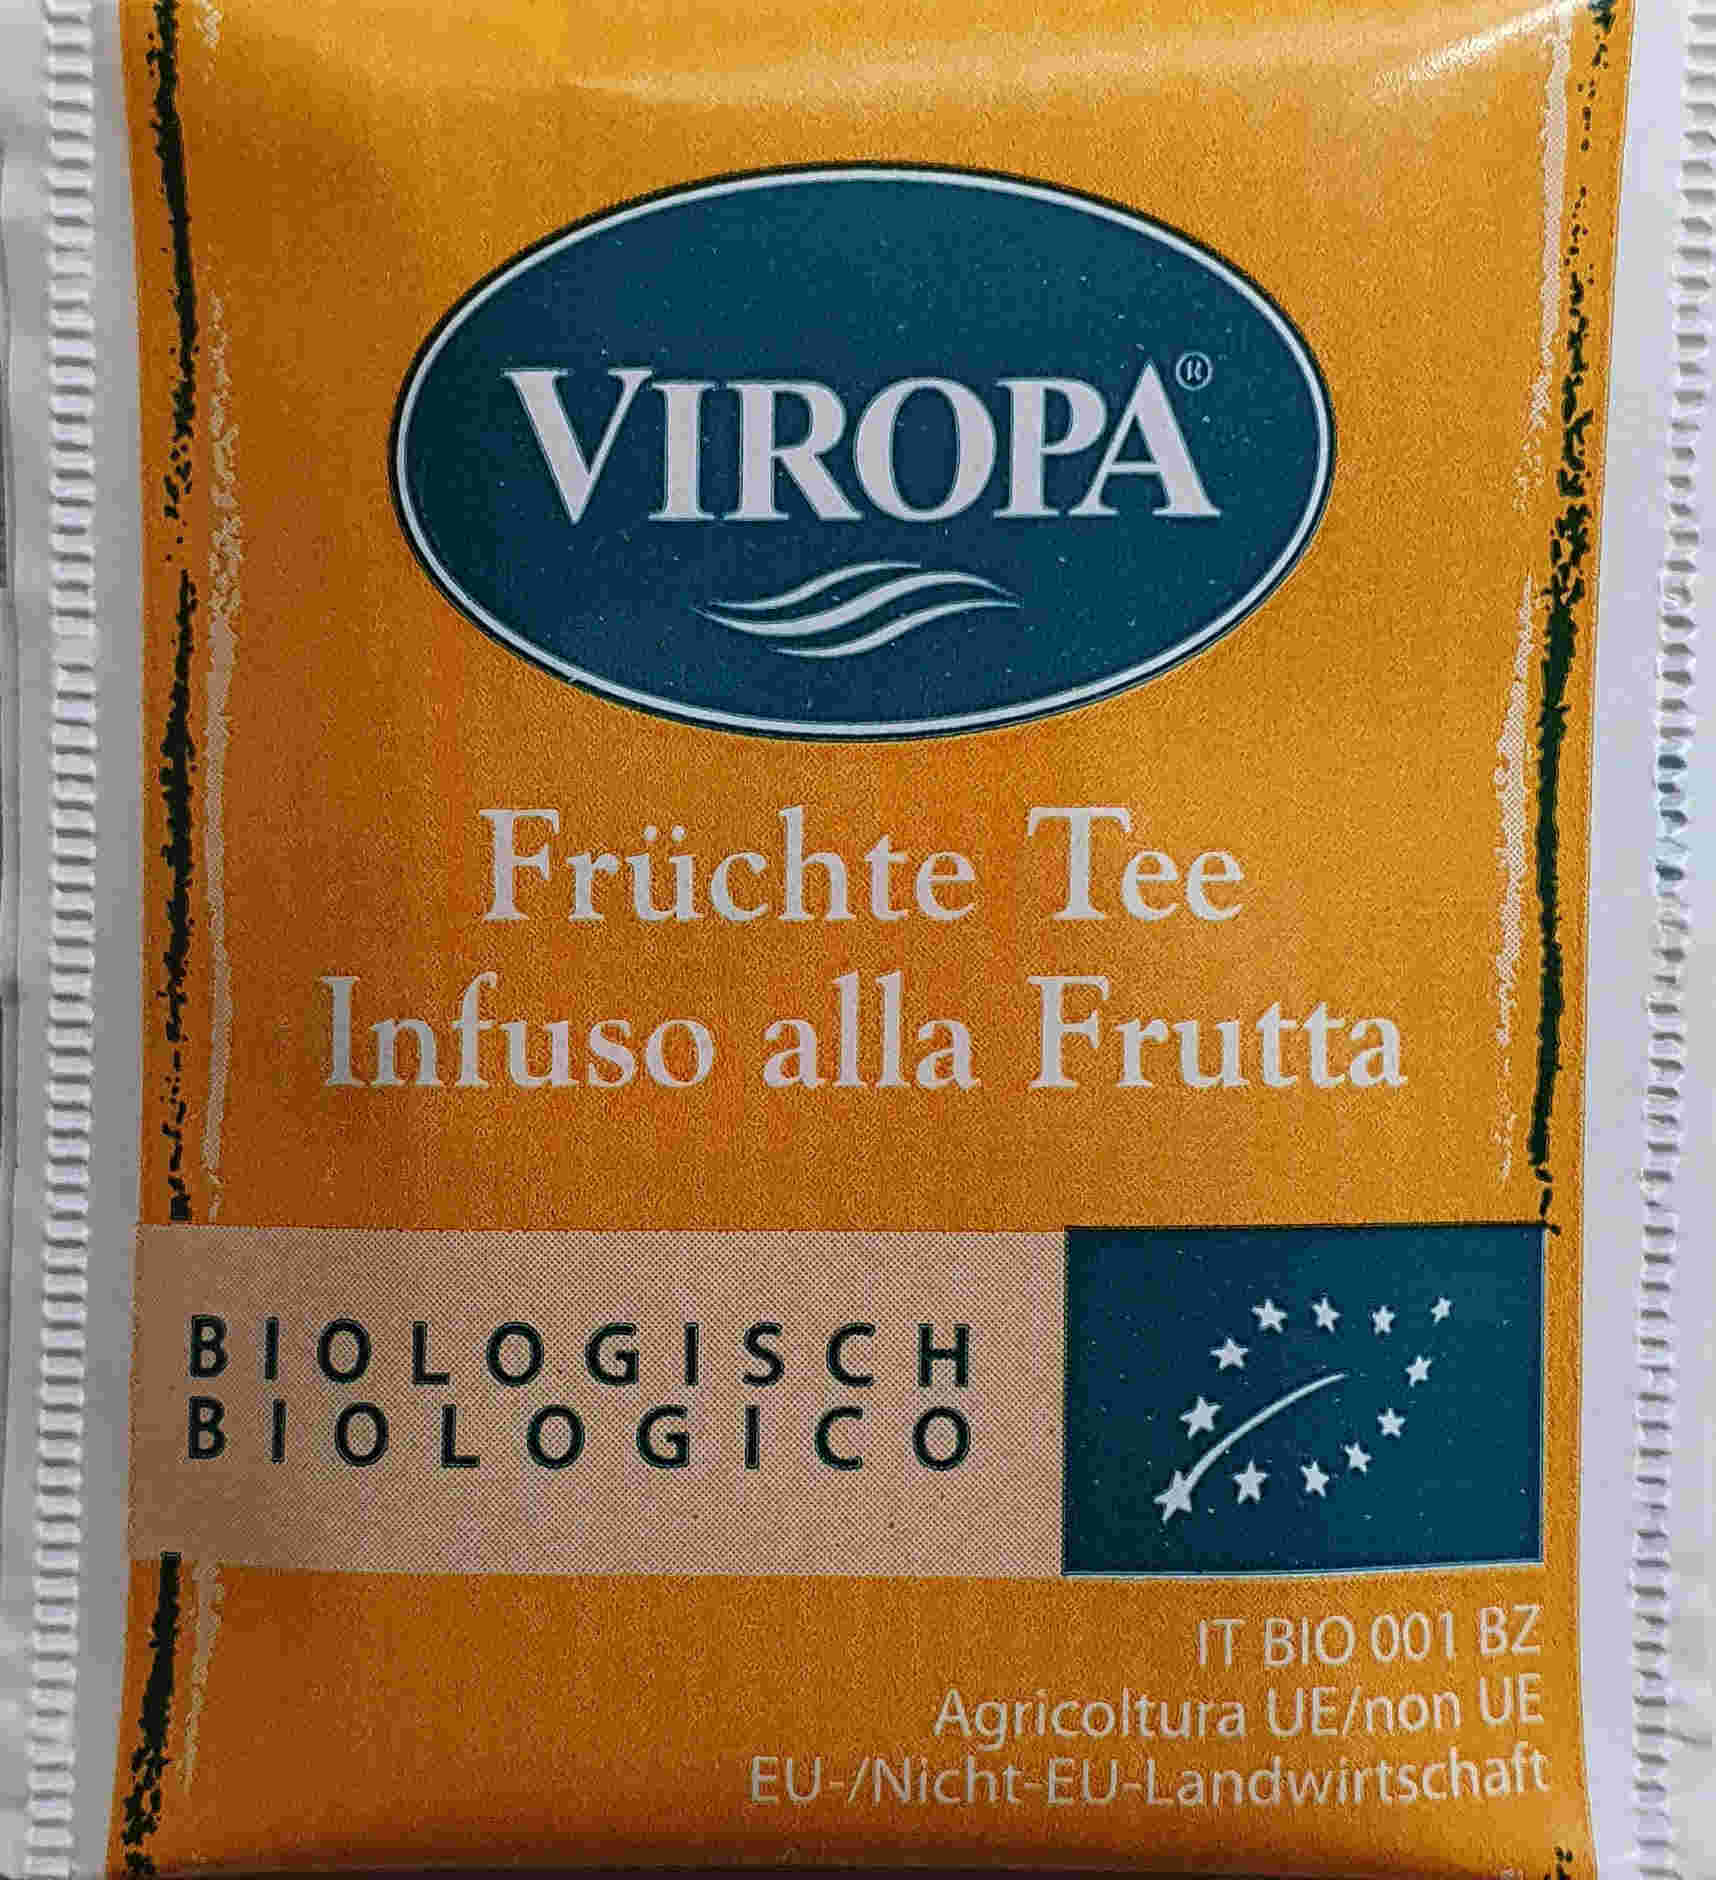 VIROPA®
Früchte Tee
Infuso alla Frutta
BIOLOGISCH
BIOLOGICO
IT BIO 001 BZ
Agricoltura UE/non UE
EU-/Nicht-EU-Landwirtschaft